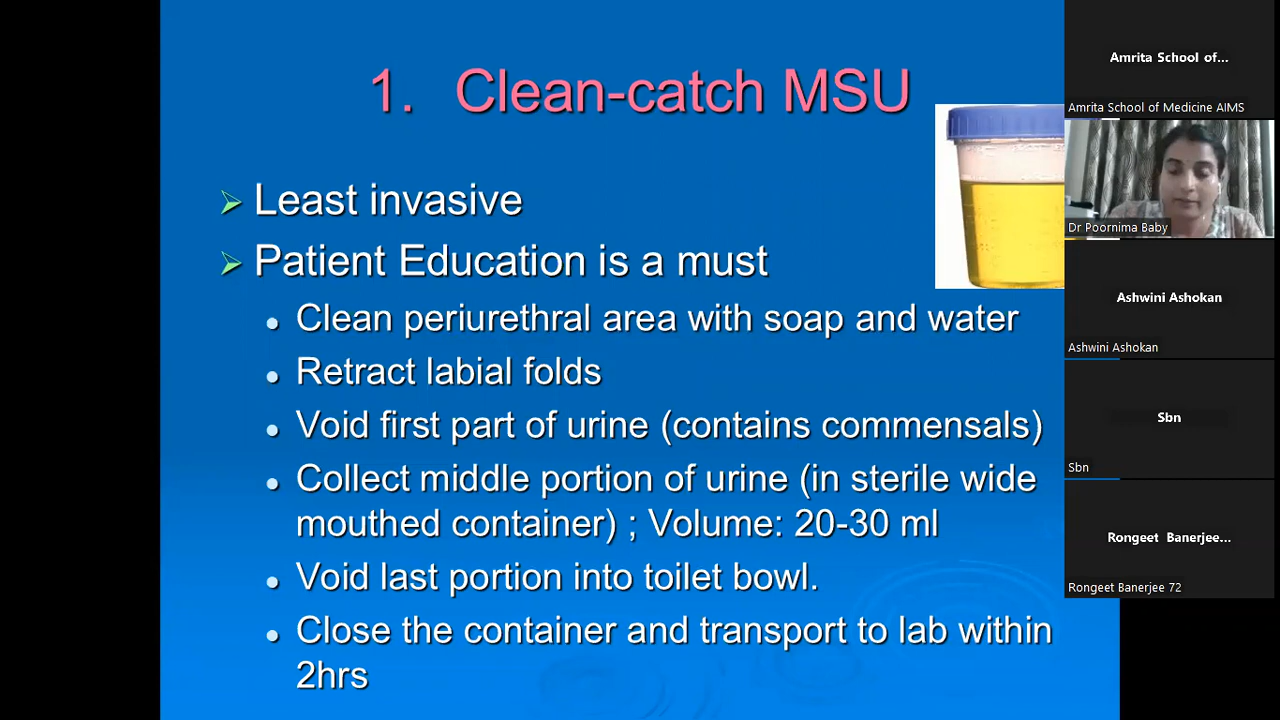 1. Clean-catch MSU
Least invasive
Patient Education is a must
Clean periurethral area with soap and water
Retract labial folds
Void first part of urine (contains commensals)
Collect middle portion of urine (in sterile wide
mouthed container) ; Volume: 20-30 ml
Void last portion into toilet bowl.
Close the container and transport to lab within
2hrs
Amrita School of...
Amrita School of Medicine AIMS
Dr Poornima Baby
Ashwini Ashokan
Ashwini Ashokan
Sbn
Sbn
Rongeet Banerjee...
Rongeet Banerjee 72